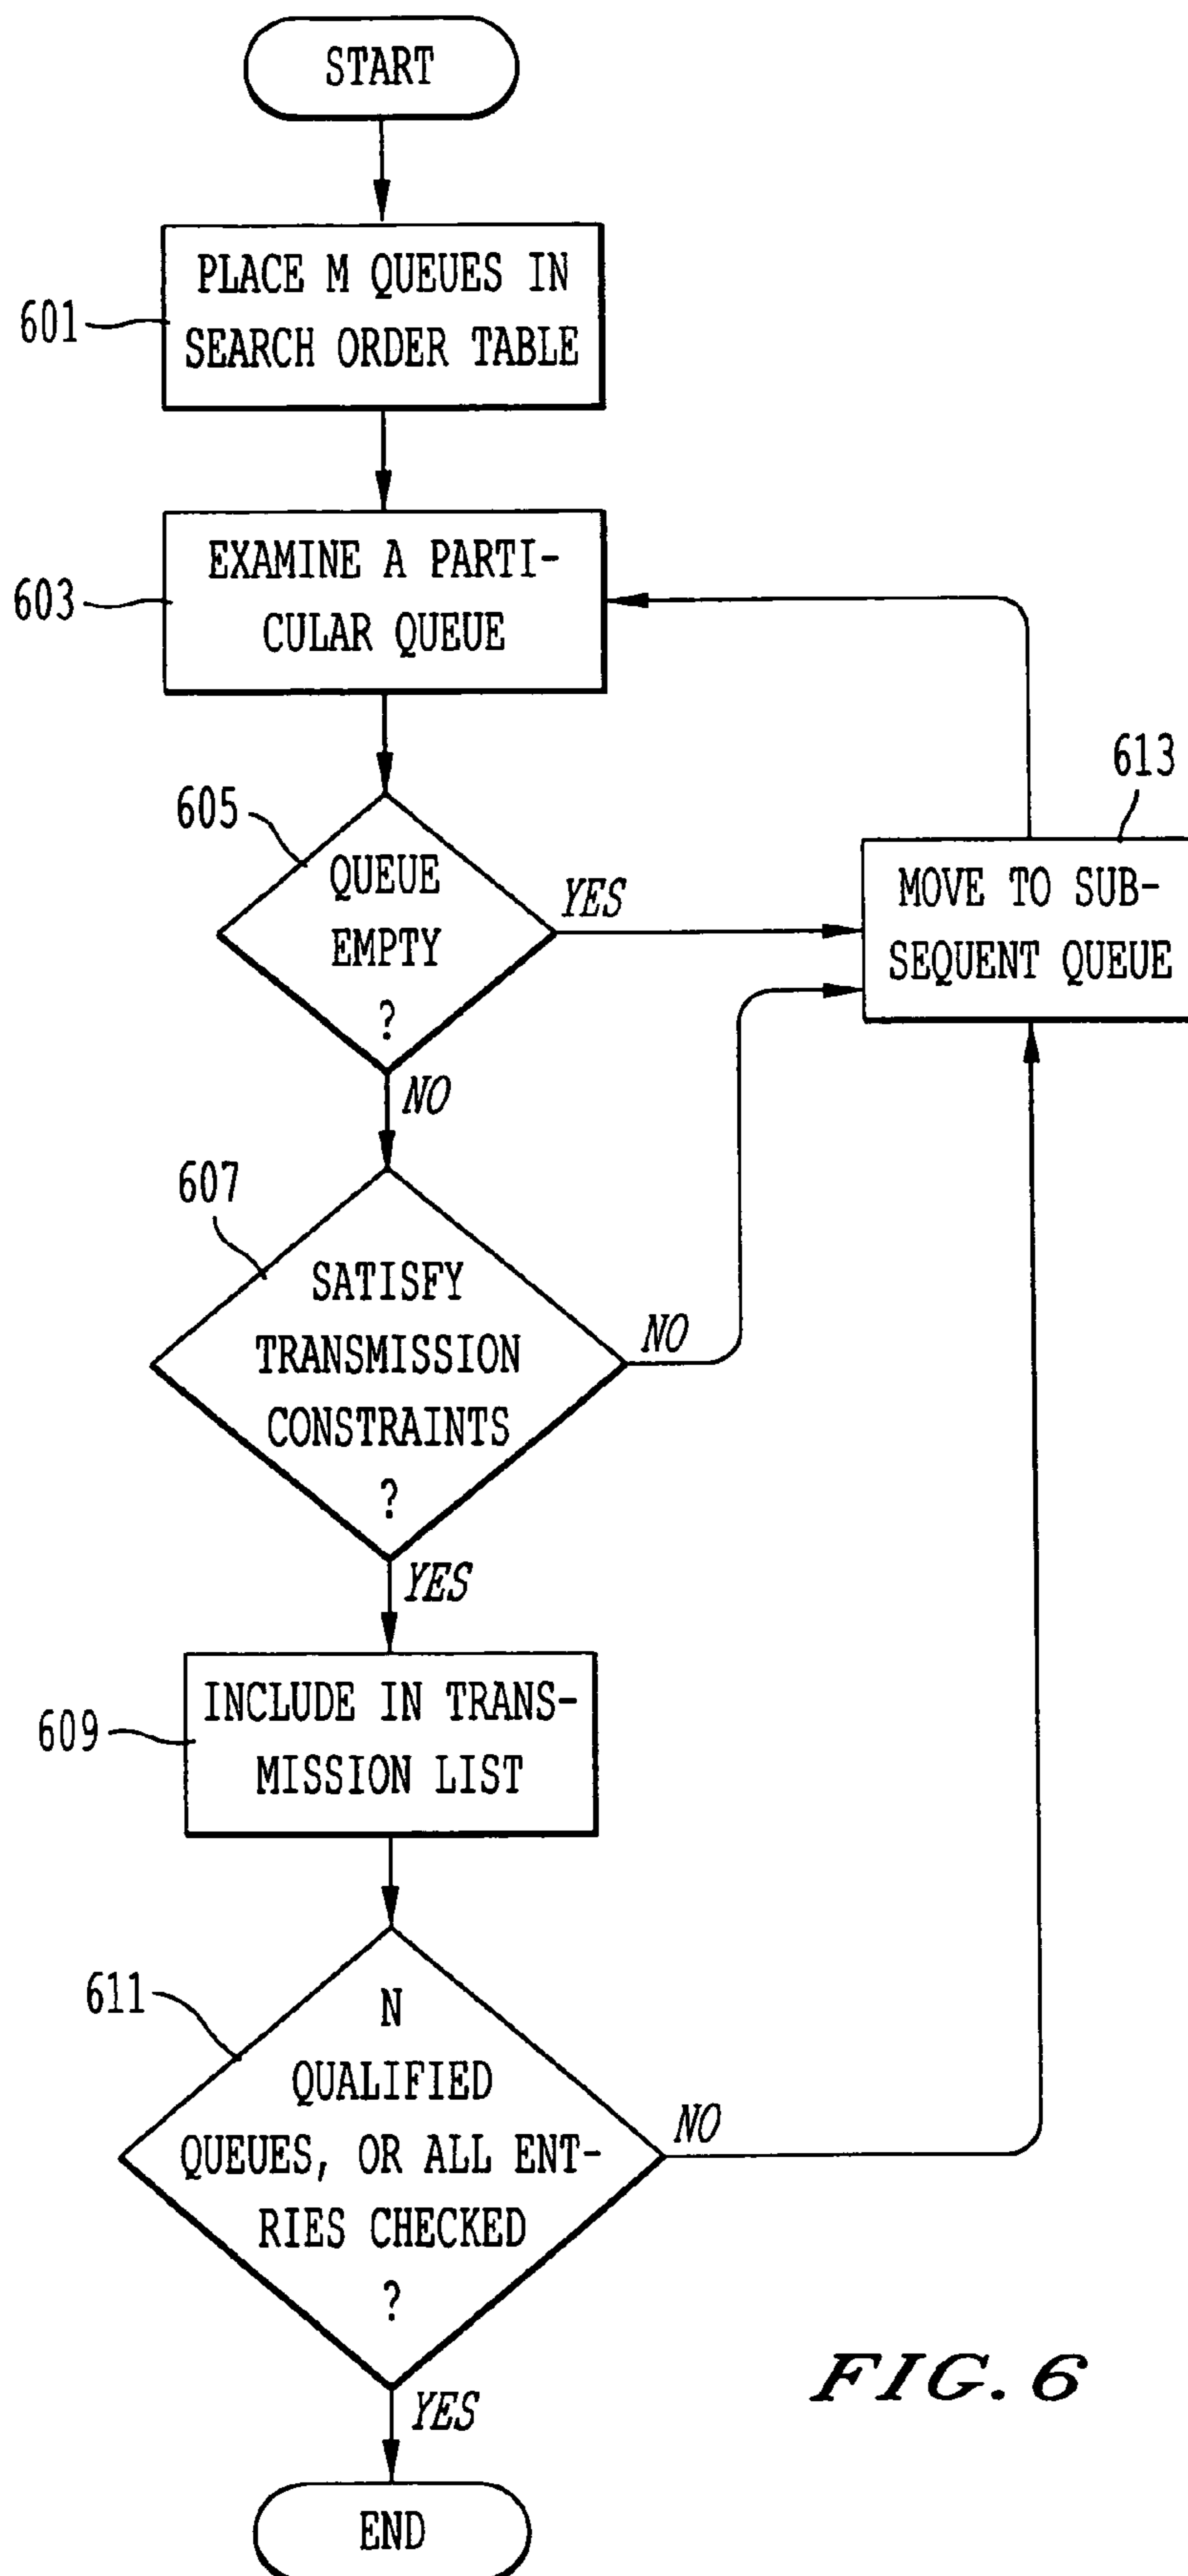 START
PLACE M QUEUES IN
SEARCH ORDER TABLE
601
EXAMINE A PARTI-
CULAR QUEUE
603
605
QUEUE
EMPTY
?
YES
NO
613
MOVE TO SUB-
SEQUENT QUEUE
607
SATISFY
TRANSMISSION
CONSTRAINTS
?
NO
YES
609
INCLUDE IN TRANS-
MISSION LIST
611
N
QUALIFIED
QUEUES, OR ALL ENT-
RIES CHECKED
?
NO
YES
END
FIG. 6